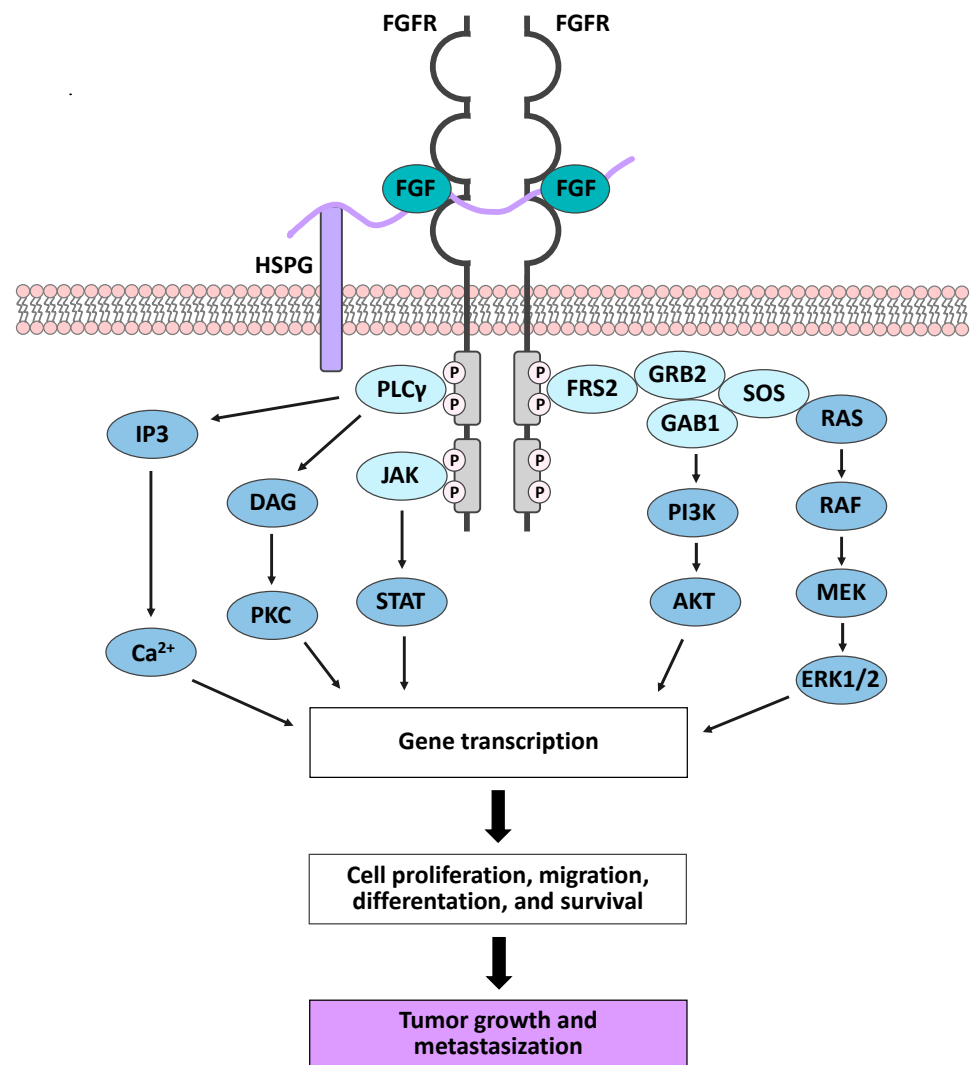 FGFR
FGFR
FGF
FGF
HSPG
PLCγ
P
P
P
P
FRS2
GRB2
GAB1
SOS
RAS
IP3
DAG
JAK
P
P
P
P
PI3K
RAF
PKC
STAT
AKT
MEK
Ca²⁺
ERK1/2
Gene transcription
Cell proliferation, migration,
differentation, and survival
Tumor growth and
metastasization